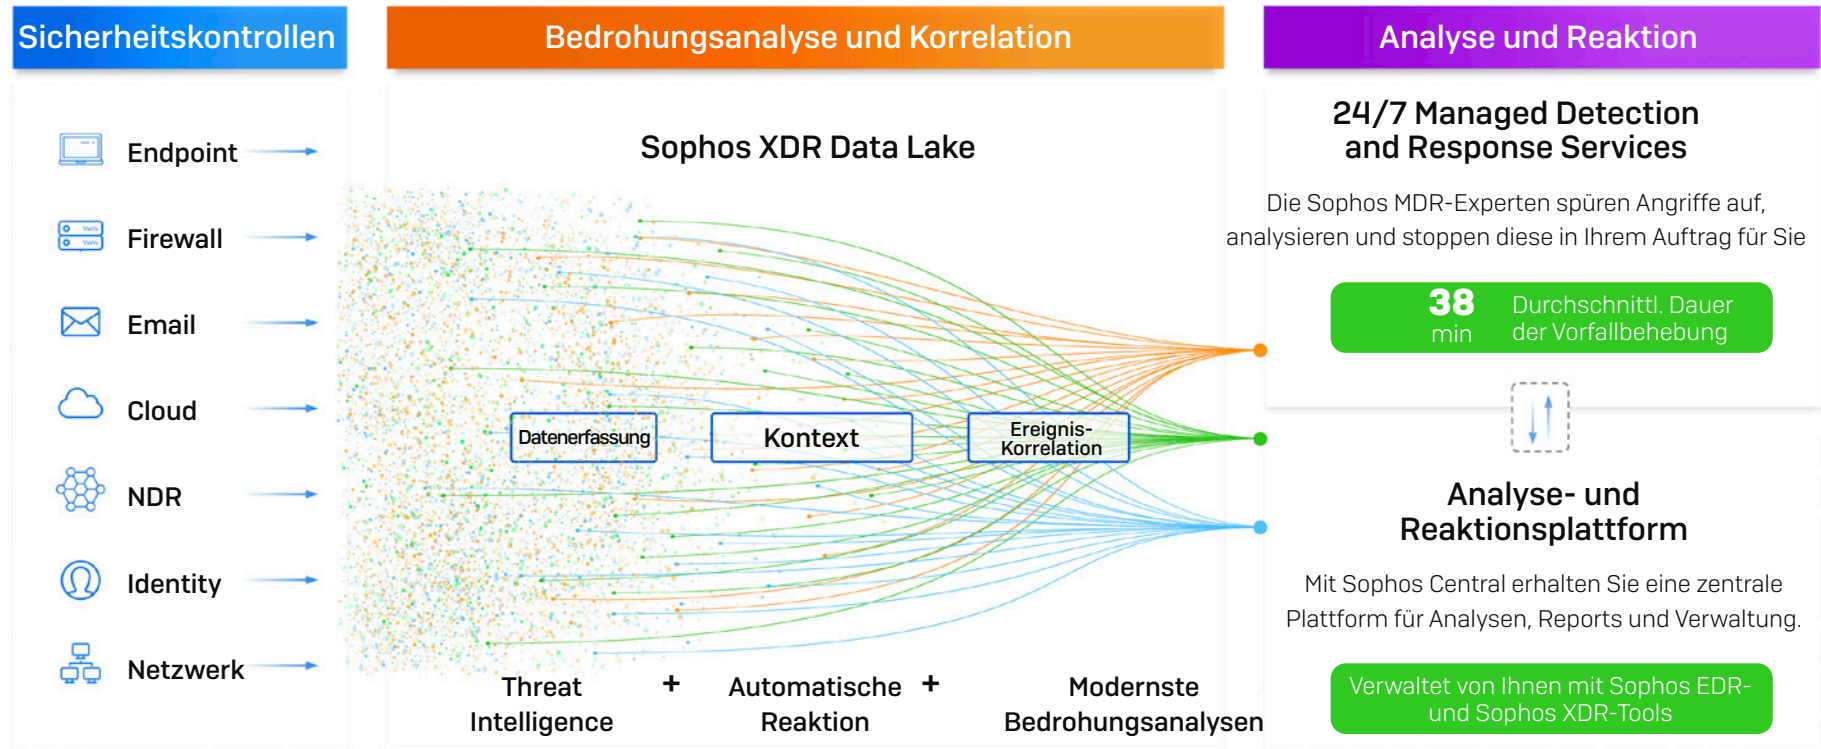 Sicherheitskontrollen
Bedrohungsanalyse und Korrelation
Analyse und Reaktion
Endpoint
Firewall
Email
Cloud
NDR
Identity
Netzwerk
Sophos XDR Data Lake
Datenerfassung
Kontext
Ereignis-
Korrelation
Threat
Intelligence
+
Automatische
Reaktion
+
Modernste
Bedrohungsanalysen
24/7 Managed Detection
and Response Services
Die Sophos MDR-Experten spüren Angriffe auf,
analysieren und stoppen diese in Ihrem Auftrag für Sie
38
min
Durchschnittl. Dauer
der Vorfallbehebung
Analyse- und
Reaktionsplattform
Mit Sophos Central erhalten Sie eine zentrale
Plattform für Analysen, Reports und Verwaltung.
Verwaltet von Ihnen mit Sophos EDR-
und Sophos XDR-Tools